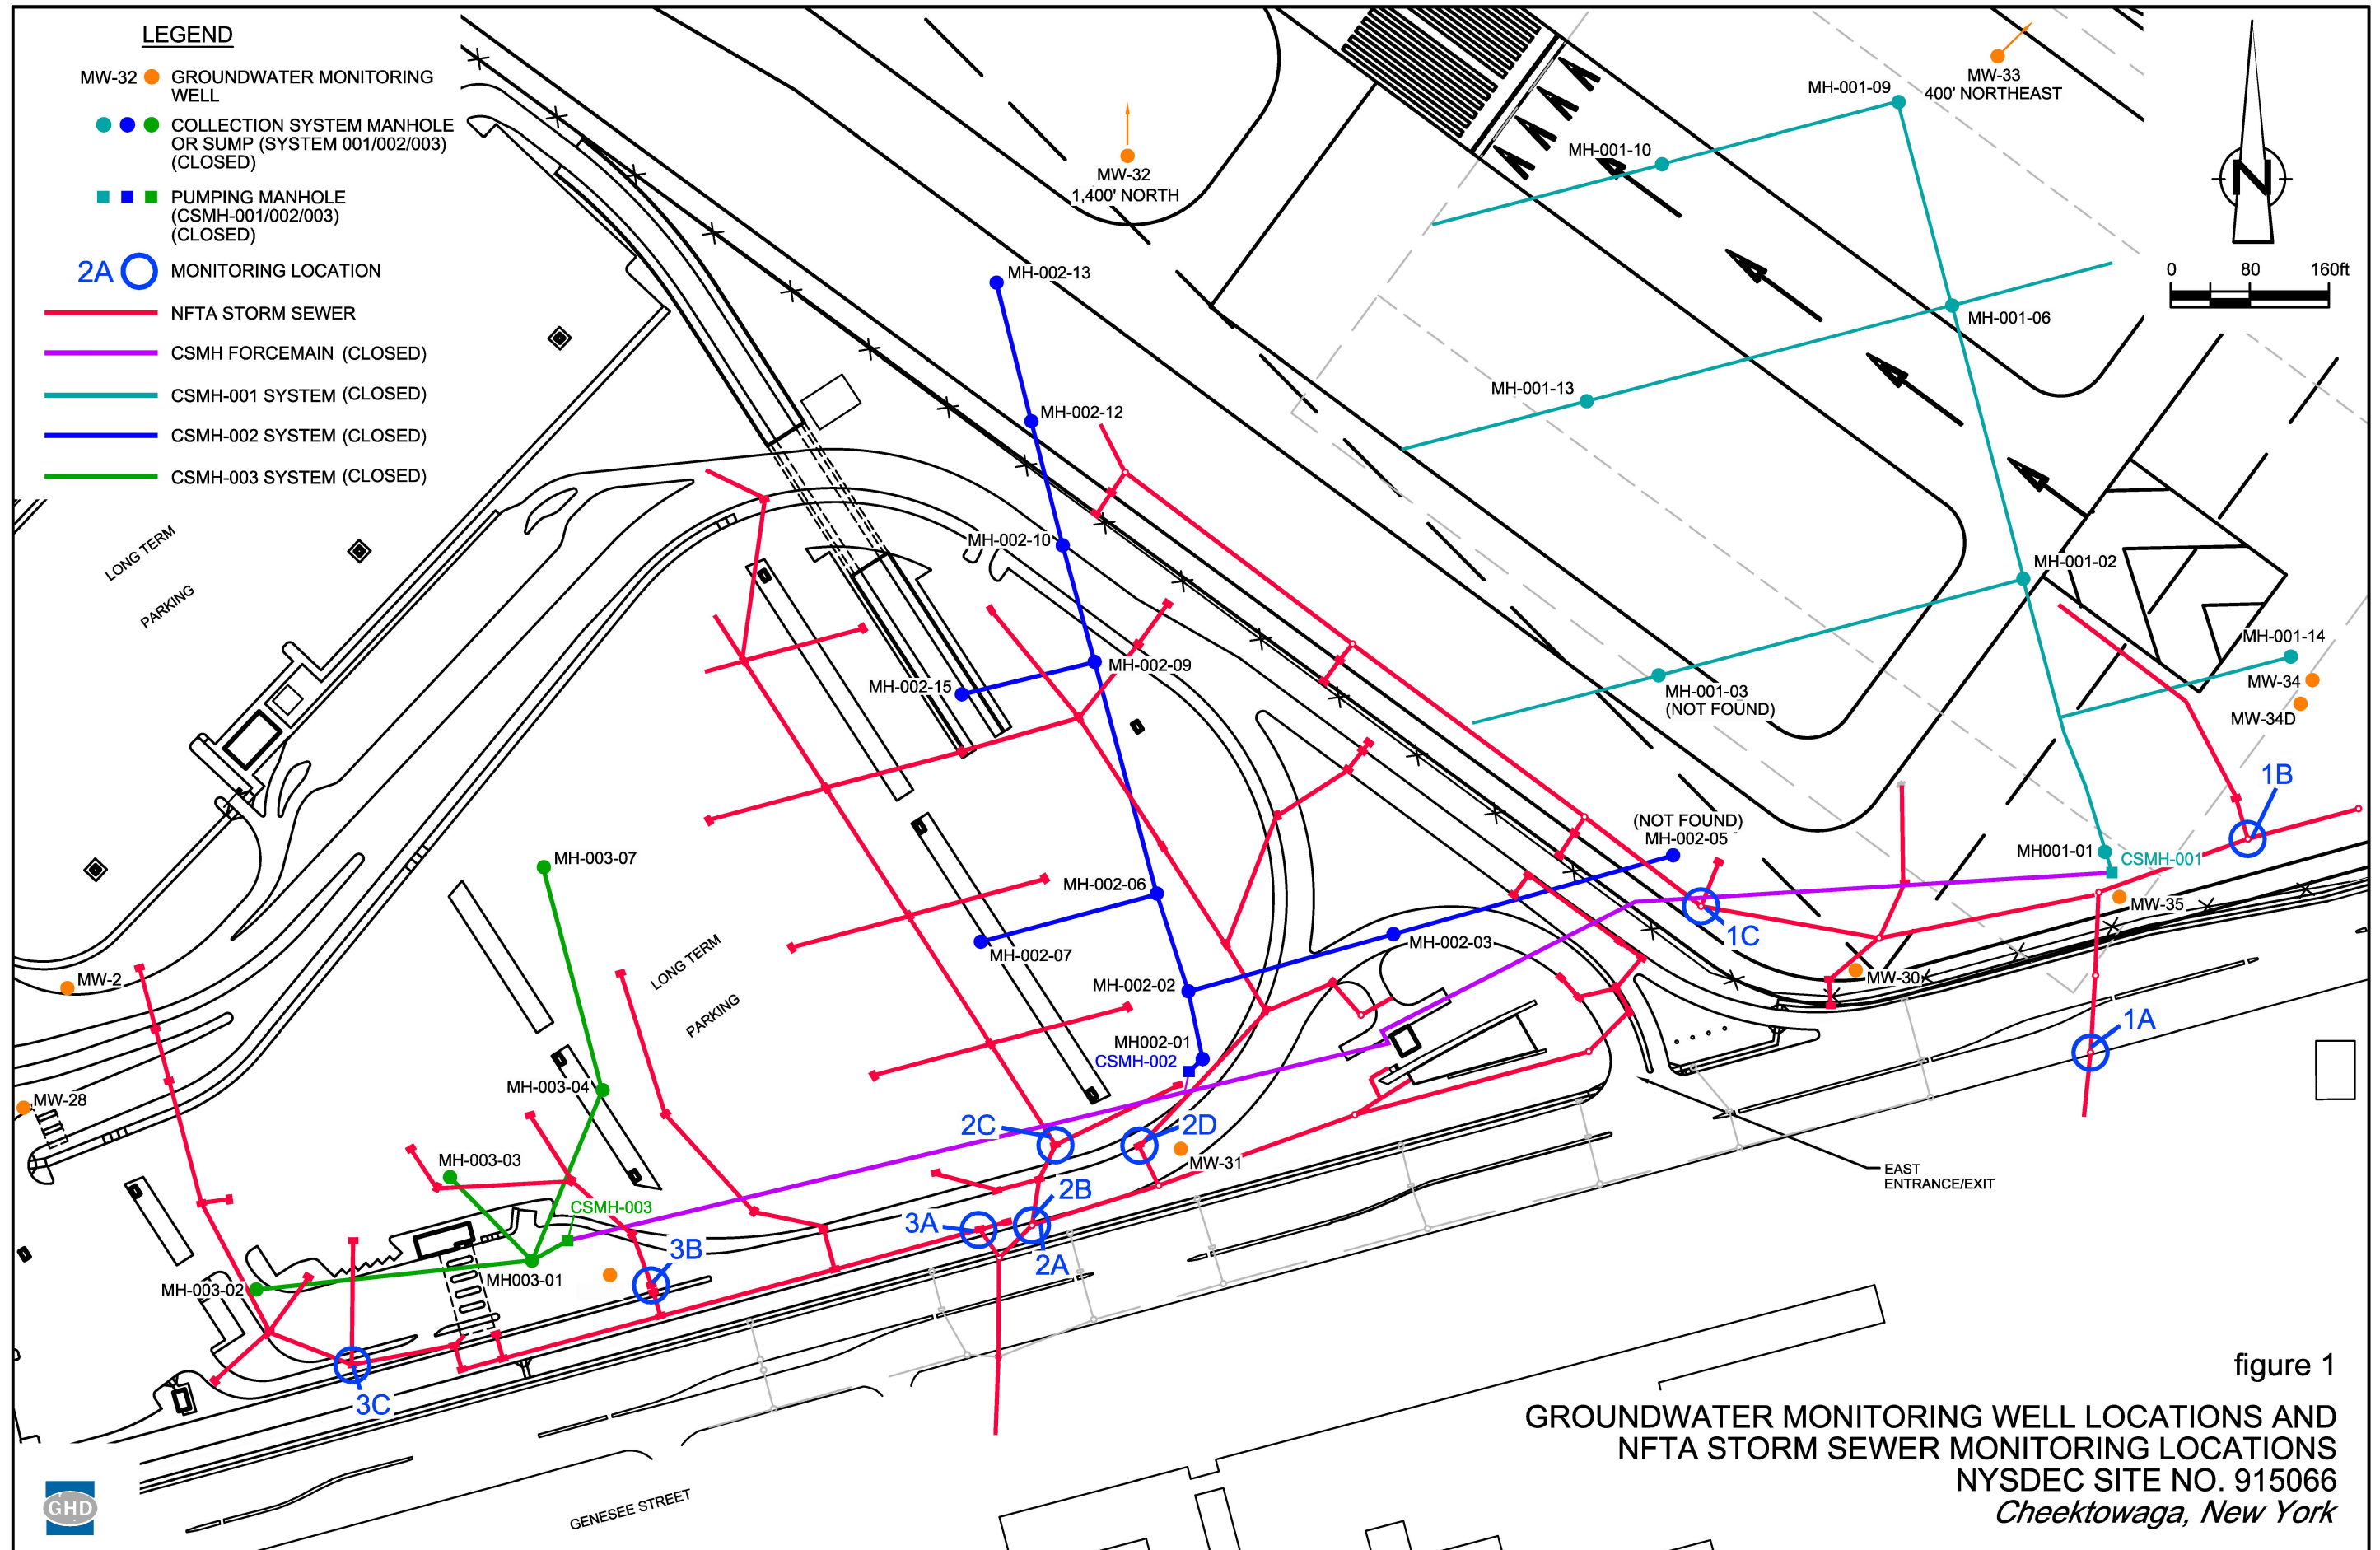 LEGEND
MW-32 GROUNDWATER MONITORING
WELL
COLLECTION SYSTEM MANHOLE
OR SUMP (SYSTEM 001/002/003)
(CLOSED)
PUMPING MANHOLE
(CSMH-001/002/003)
(CLOSED)
2A MONITORING LOCATION
NFTA STORM SEWER
CSMH FORCEMAIN (CLOSED)
CSMH-001 SYSTEM (CLOSED)
CSMH-002 SYSTEM (CLOSED)
CSMH-003 SYSTEM (CLOSED)
MW-33
400' NORTHEAST
MH-001-09
MH-001-10
MW-32
1,400' NORTH
N
0 80 160ft
MH-002-13
MH-001-06
MH-001-13
MH-002-12
MH-002-10
LONG TERM
PARKING
MH-001-02
MH-001-14
MH-002-09
MH-002-15
MH-001-03
(NOT FOUND)
MW-34
MW-34D
1B
(NOT FOUND)
MH-002-05
MH001-01
CSMH-001
MH-003-07
MH-002-06
MW-35
1C
MH-002-03
MH-002-07
LONG TERM
PARKING
MW-2
MW-30
MH-002-02
1A
MH002-01
CSMH-002
MH-003-04
MW-28
2C
2D
MH-003-03
MW-31
EAST
ENTRANCE/EXIT
2B
CSMH-003
3A
3B
2A
MH003-01
MH-003-02
3C
figure 1
GROUNDWATER MONITORING WELL LOCATIONS AND
NFTA STORM SEWER MONITORING LOCATIONS
NYSDEC SITE NO. 915066
Cheektowaga, New York
GHD
GENESEE STREET